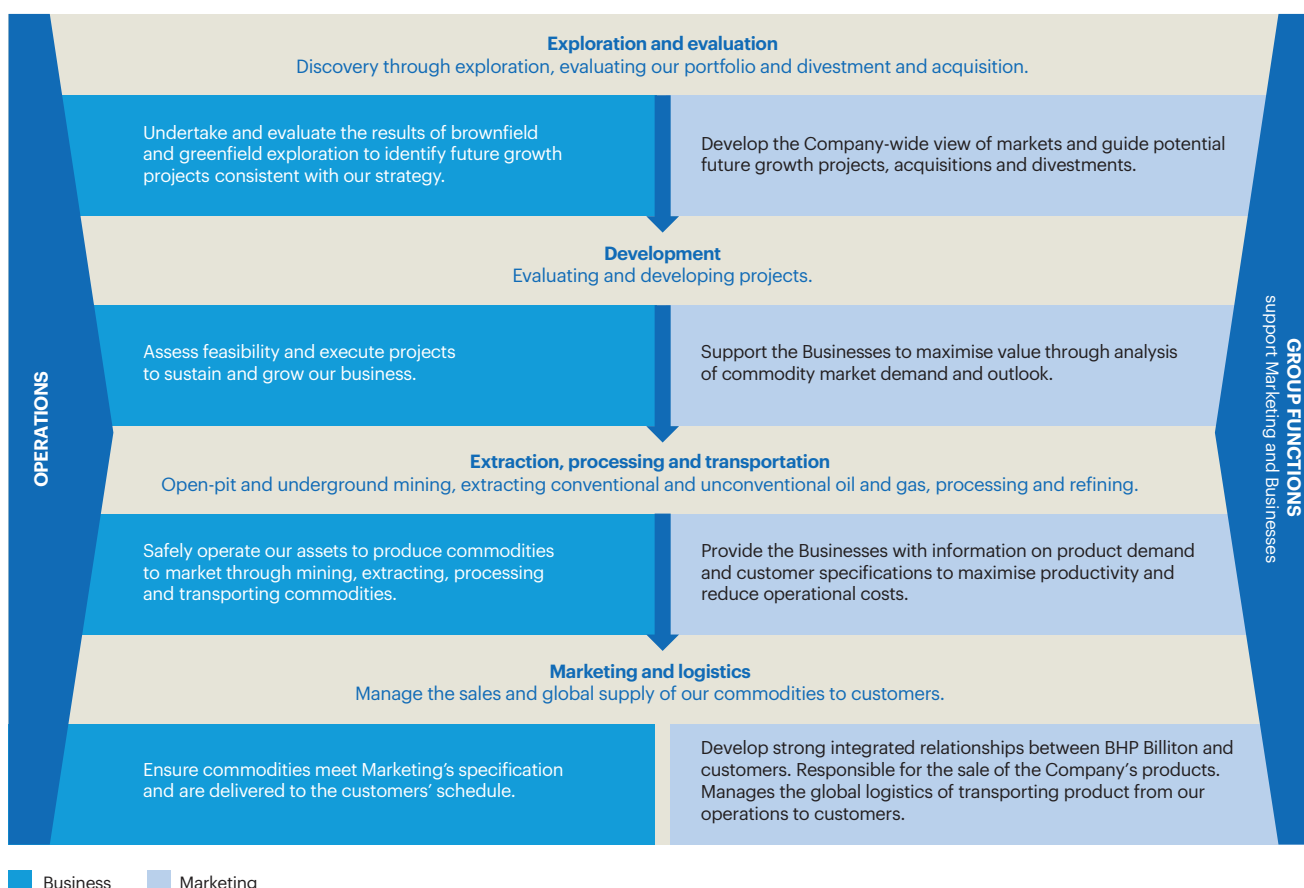 Exploration and evaluation
Discovery through exploration, evaluating our portfolio and divestment and acquisition.
Undertake and evaluate the results of brownfield
and greenfield exploration to identify future growth
projects consistent with our strategy.
Develop the Company-wide view of markets and guide potential
future growth projects, acquisitions and divestments.
Development
Evaluating and developing projects.
Assess feasibility and execute projects
to sustain and grow our business.
Support the Businesses to maximise value through analysis
of commodity market demand and outlook.
OPERATIONS
GROUP FUNCTIONS
support Marketing and Businesses
Extraction, processing and transportation
Open-pit and underground mining, extracting conventional and unconventional oil and gas, processing and refining.
Safely operate our assets to produce commodities
to market through mining, extracting, processing
and transporting commodities.
Provide the Businesses with information on product demand
and customer specifications to maximise productivity and
reduce operational costs.
Marketing and logistics
Manage the sales and global supply of our commodities to customers.
Ensure commodities meet Marketing’s specification
and are delivered to the customers’ schedule.
Develop strong integrated relationships between BHP Billiton and
customers. Responsible for the sale of the Company’s products.
Manages the global logistics of transporting product from our
operations to customers.
Business
Marketing